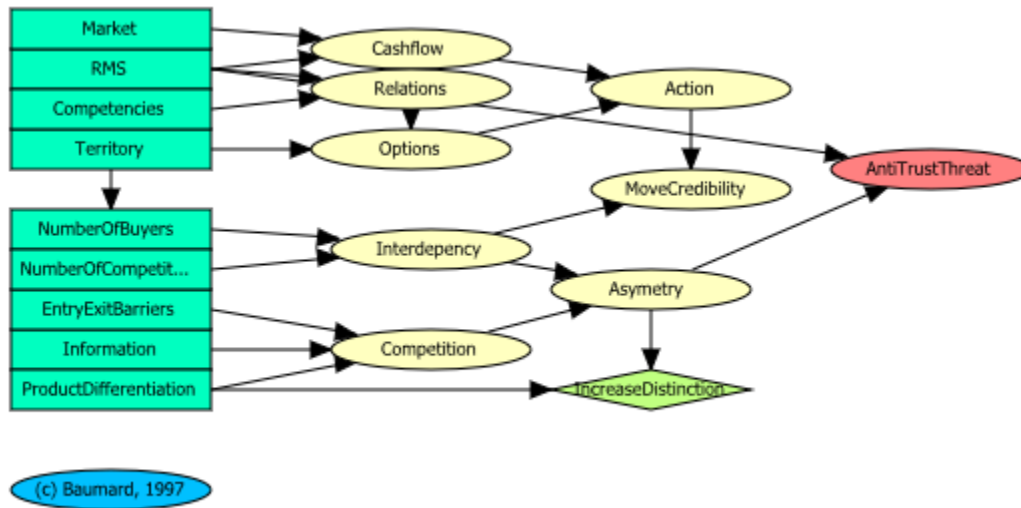 Market
RMS
Competencies
Territory
Cashflow
Relations
Options
Action
MoveCredibility
AntiTrustThreat
NumberOfBuyers
NumberOfCompetit...
EntryExitBarriers
Information
ProductDifferentiation
Interdepency
Competition
Asymetry
IncreaseDistinction
(c) Baumard, 1997